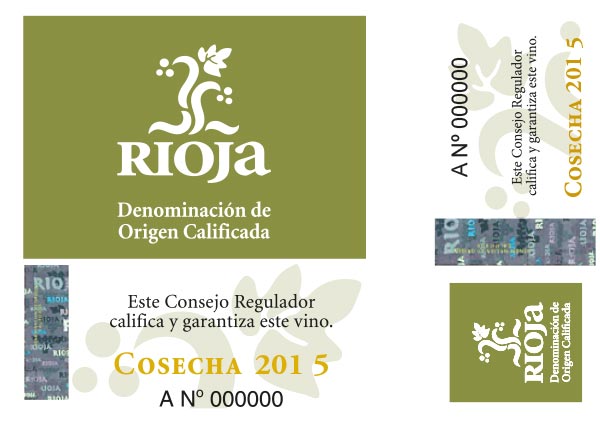 RIOJa
Denominación de
Origen Calificada
Este Consejo Regulador
califica y garantiza este vino.
COSECHA 201 5
A Nº 000000
A Nº 000000
Este Consejo Regulador
califica y garantiza este vino.
COSECHA 201 5
RIOJa
Denominación de
Origen Calificada